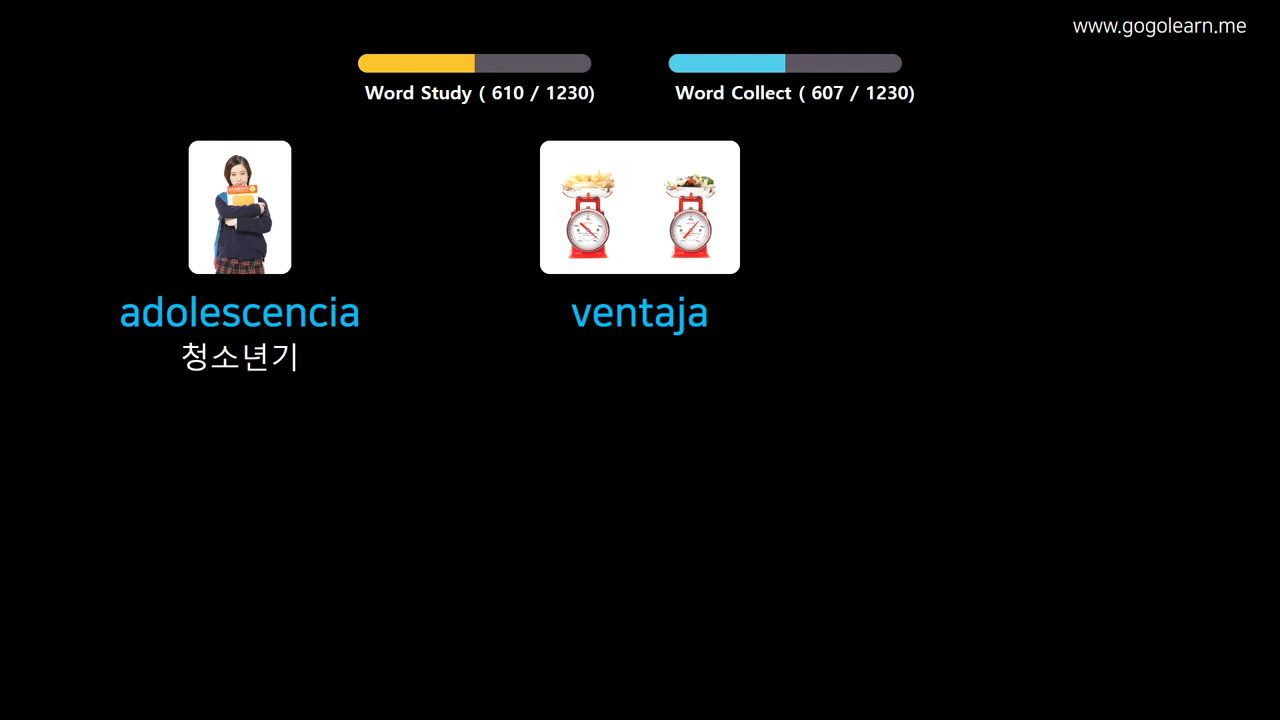 www.gogolearn.me
Word Study ( 610 / 1230)
Word Collect ( 607 / 1230)
adolescencia
청소년기
ventaja